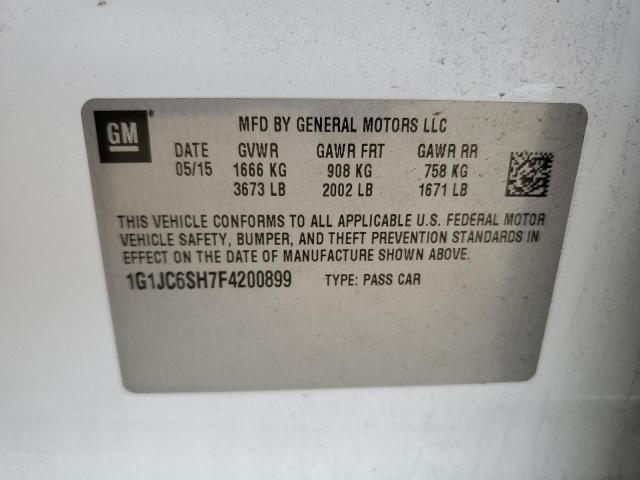 GM ®
MFD BY GENERAL MOTORS LLC
DATE GVWR GAWR FRT GAWR RR
05/15 1666 KG 908 KG 758 KG
3673 LB 2002 LB 1671 LB
THIS VEHICLE CONFORMS TO ALL APPLICABLE U.S. FEDERAL MOTOR
VEHICLE SAFETY, BUMPER, AND THEFT PREVENTION STANDARDS IN
EFFECT ON THE DATE OF MANUFACTURE SHOWN ABOVE.
1G1JC6SH7F4200899 TYPE: PASS CAR